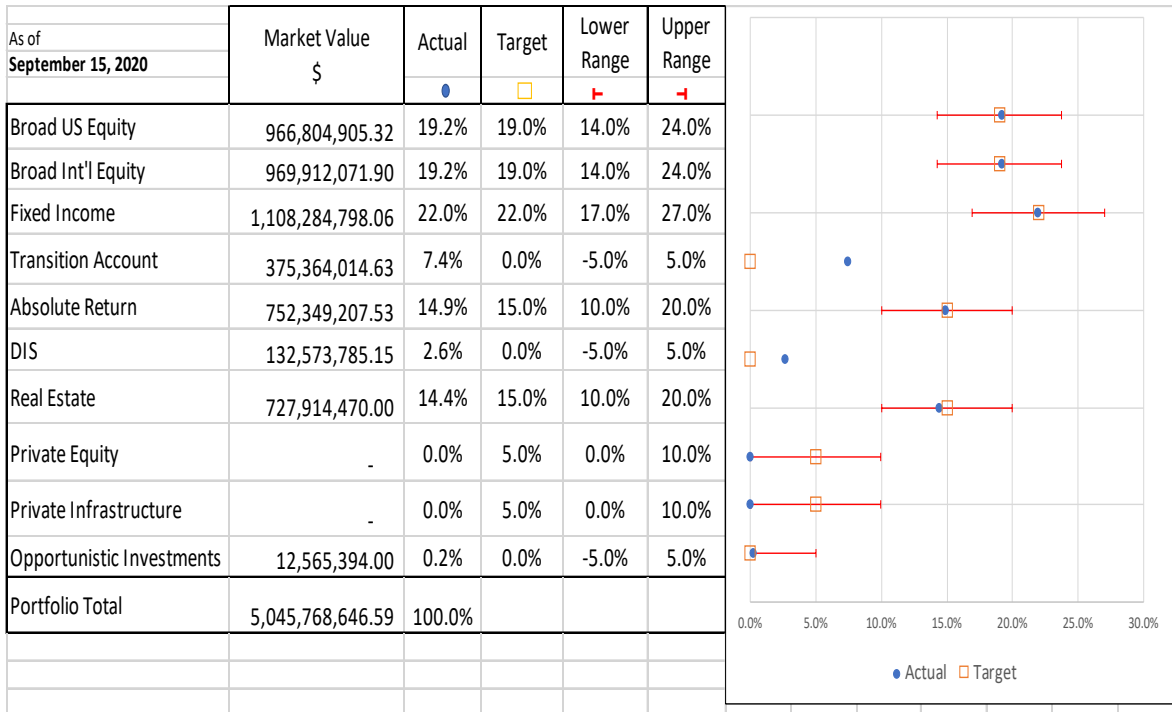 As of
September 15, 2020
Market Value
$
Actual
Target
Lower
Range
Upper
Range
Broad US Equity 966,804,905.32 19.2% 19.0% 14.0% 24.0%
Broad Int'l Equity 969,912,071.90 19.2% 19.0% 14.0% 24.0%
Fixed Income 1,108,284,798.06 22.0% 22.0% 17.0% 27.0%
Transition Account 375,364,014.63 7.4% 0.0% -5.0% 5.0%
Absolute Return 752,349,207.53 14.9% 15.0% 10.0% 20.0%
DIS 132,573,785.15 2.6% 0.0% -5.0% 5.0%
Real Estate 727,914,470.00 14.4% 15.0% 10.0% 20.0%
Private Equity - 0.0% 5.0% 0.0% 10.0%
Private Infrastructure - 0.0% 5.0% 0.0% 10.0%
Opportunistic Investments 12,565,394.00 0.2% 0.0% -5.0% 5.0%
Portfolio Total 5,045,768,646.59 100.0%
0.0% 5.0% 10.0% 15.0% 20.0% 25.0% 30.0%
Actual Target